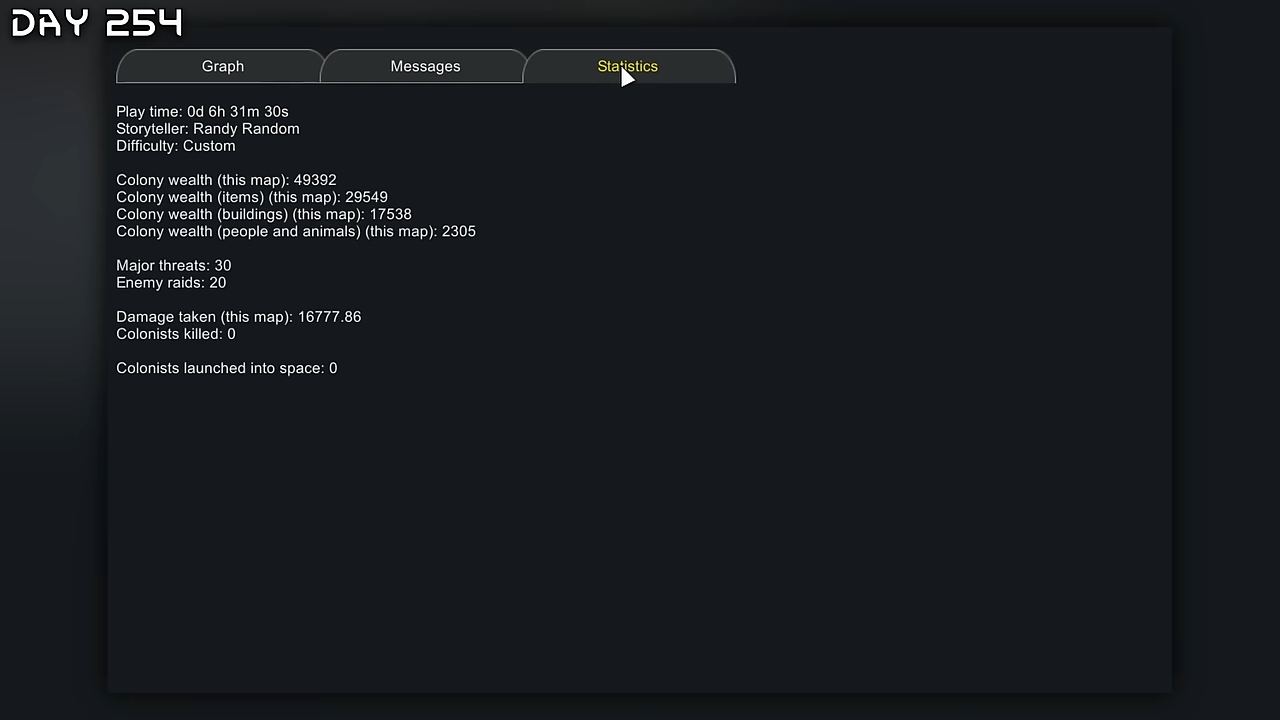 DAY 254
Graph
Messages
Statistics
Play time: 0d 6h 31m 30s
Storyteller: Randy Random
Difficulty: Custom
Colony wealth (this map): 49392
Colony wealth (items) (this map): 29549
Colony wealth (buildings) (this map): 17538
Colony wealth (people and animals) (this map): 2305
Major threats: 30
Enemy raids: 20
Damage taken (this map): 16777.86
Colonists killed: 0
Colonists launched into space: 0